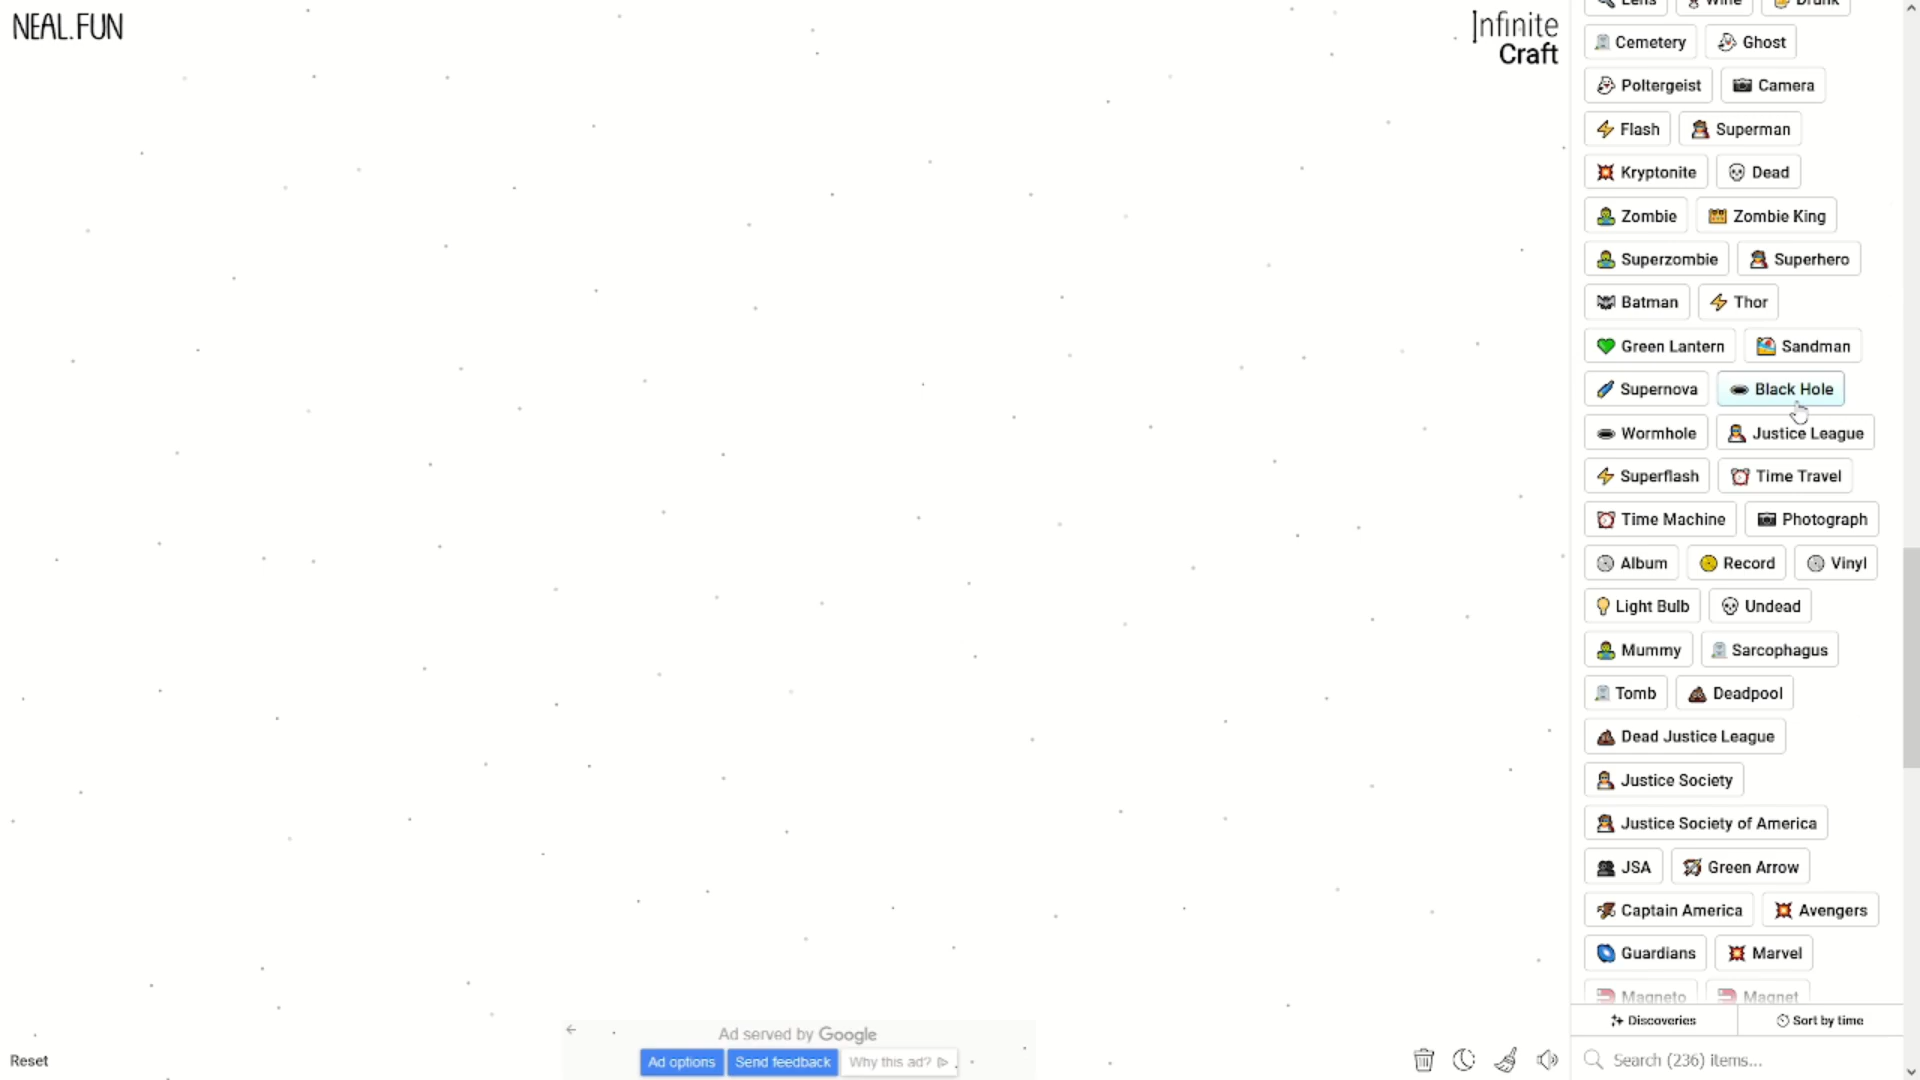 NEAL.FUN
Infinite
Craft
Lens Wine Drunk
Cemetery Ghost
Poltergeist Camera
Flash Superman
Kryptonite Dead
Zombie Zombie King
Superzombie Superhero
Batman Thor
Green Lantern Sandman
Supernova Black Hole
Wormhole Justice League
Superflash Time Travel
Time Machine Photograph
Album Record Vinyl
Light Bulb Undead
Mummy Sarcophagus
Tomb Deadpool
Dead Justice League
Justice Society
Justice Society of America
JSA Green Arrow
Captain America Avengers
Guardians Marvel
Magneto Magnet
Discoveries Sort by time
Search (236) items...
Ad served by Google
Ad options Send feedback Why this ad?
Reset